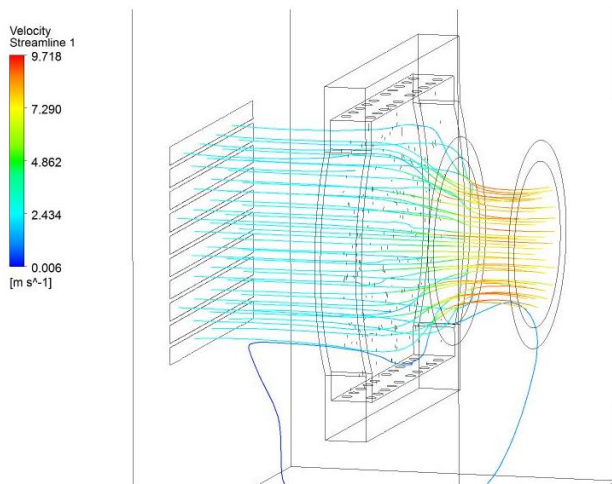 Velocity
Streamline 1
9.718
7.290
4.862
2.434
0.006
[m s^-1]